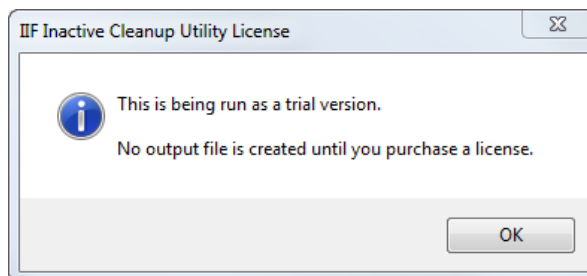 IIF Inactive Cleanup Utility License
This is being run as a trial version.
No output file is created until you purchase a license.
OK